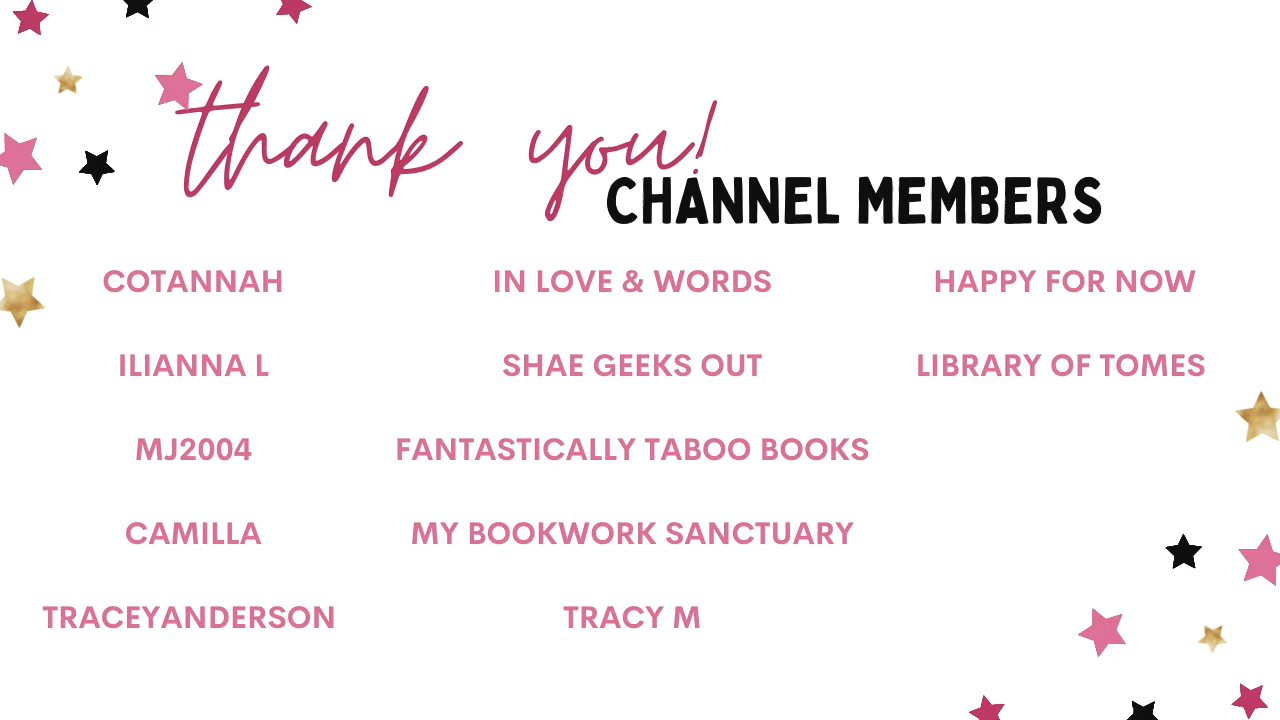 thank you!
CHANNEL MEMBERS
COTANNAH
ILIANNA L
MJ2004
CAMILLA
TRACEYANDERSON
IN LOVE & WORDS
SHAE GEEKS OUT
FANTASTICALLY TABOO BOOKS
MY BOOKWORK SANCTUARY
TRACY M
HAPPY FOR NOW
LIBRARY OF TOMES